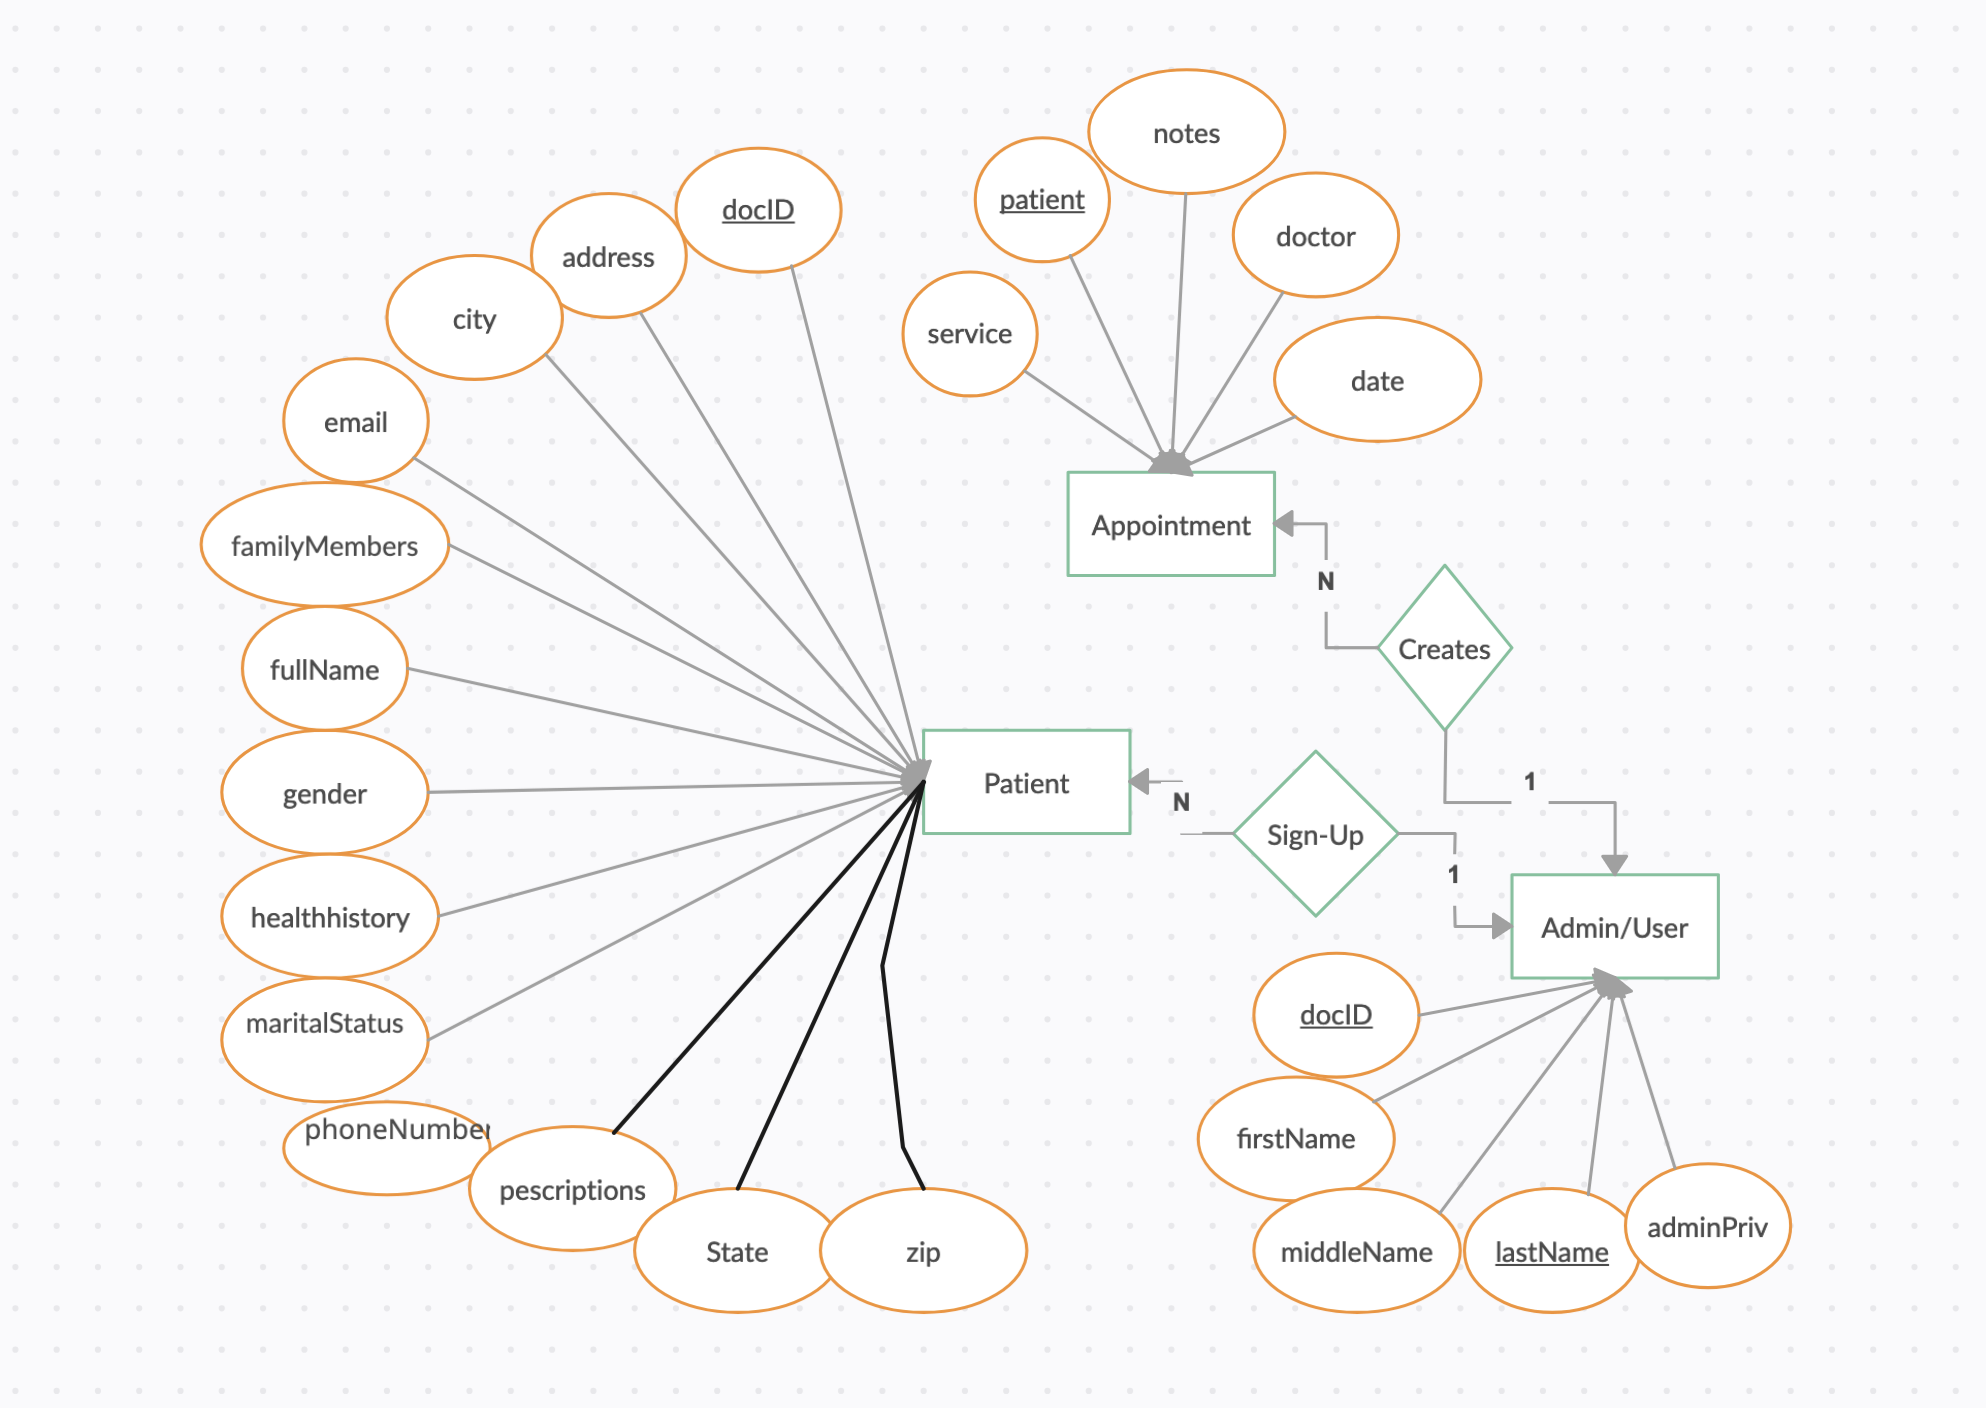 notes
patient
docID
doctor
address
city
service
date
email
Appointment
familyMembers
N
Creates
fullName
Patient
1
gender
N
Sign-Up
1
healthhistory
Admin/User
docID
maritalStatus
phoneNumber
firstName
pescriptions
adminPriv
State
zip
middleName
lastName